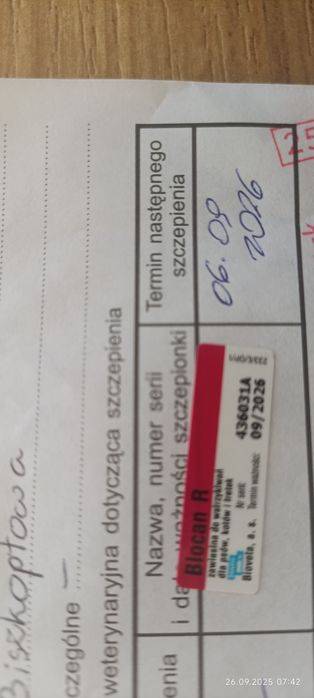 Biszkoptowa
czególne —
weterynaryjna dotycząca szczepienia
enia
Nazwa, numer serii
i data ważności szczepionki
Termin następnego
szczepienia
Biocan R
zawiesina do wstrzykiwań
dla psów, kotów i fretek
Nr serii:
436031A
Termin ważności:
09/2026
Bioveta, a. s.
06. 09
2026
26.09.2025 07:42